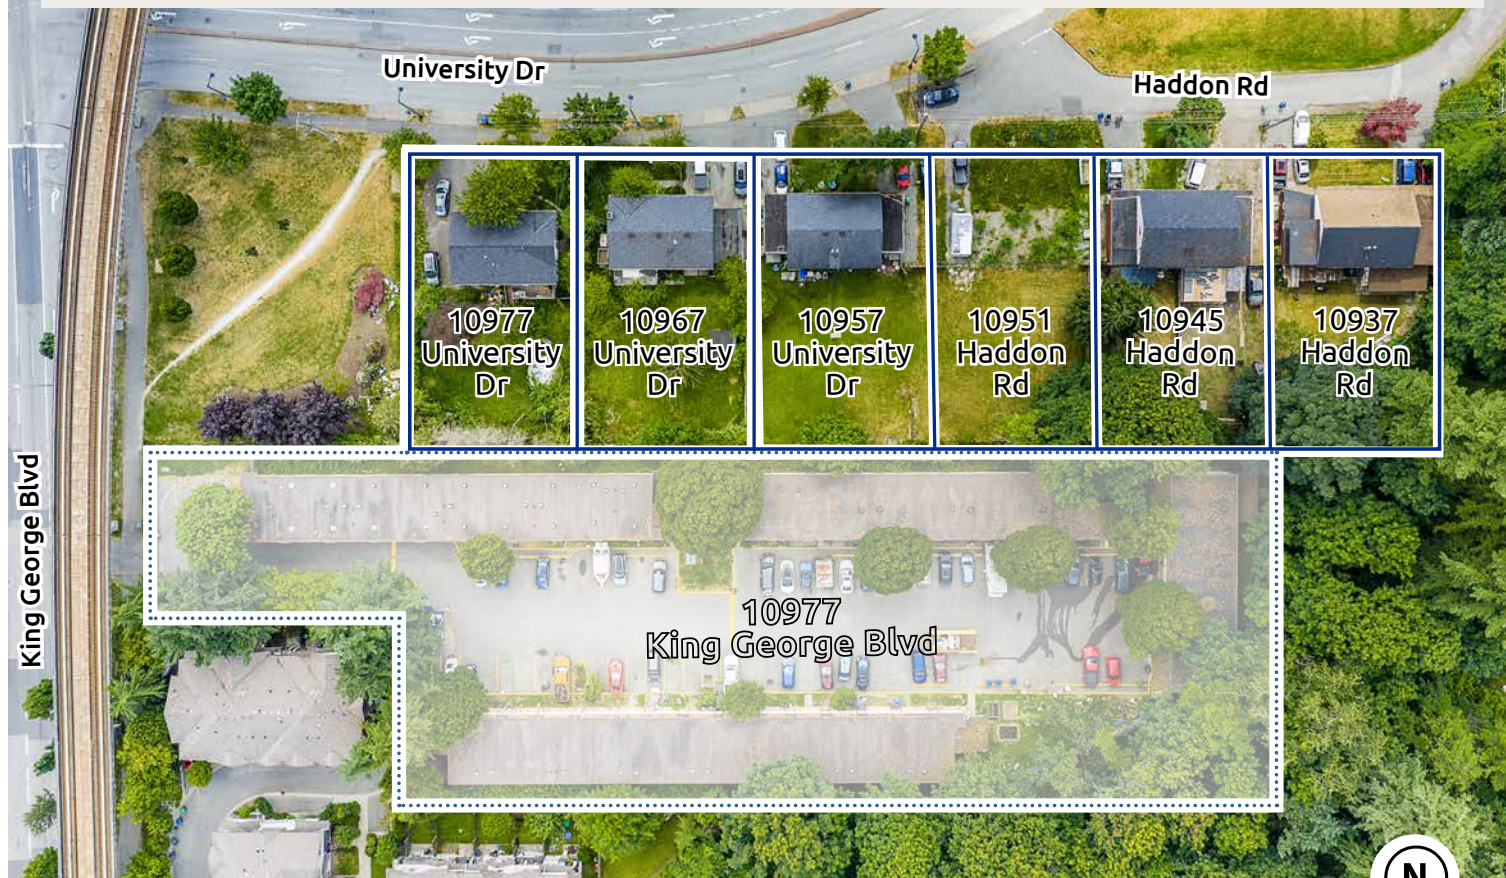 University Dr
Haddon Rd
10977
University
Dr
10967
University
Dr
10957
University
Dr
10951
Haddon
Rd
10945
Haddon
Rd
10937
Haddon
Rd
King George Blvd
10977
King George Blvd
N